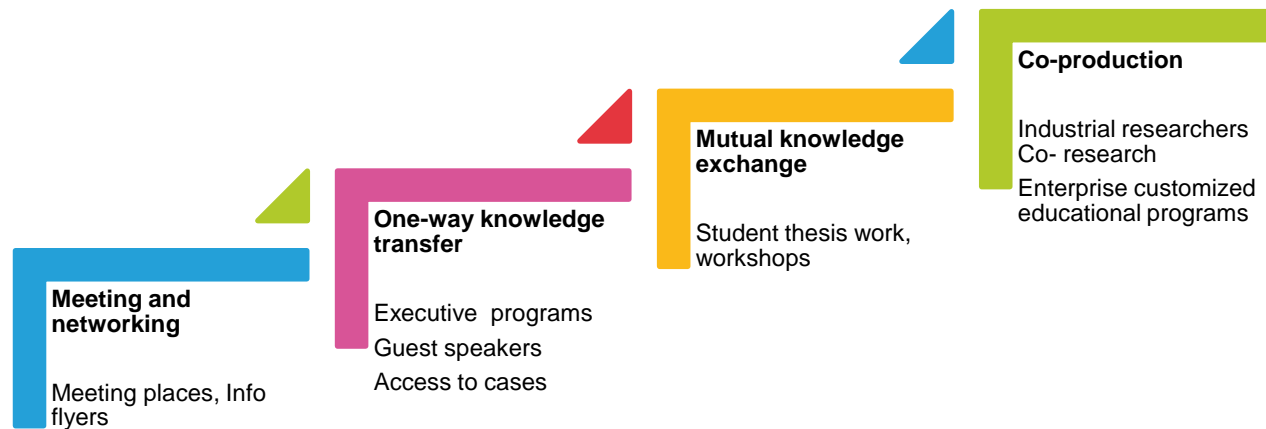 Meeting and
networking
Meeting places, Info
flyers
One-way knowledge
transfer
Executive  programs
Guest speakers
Access to cases
Mutual knowledge
exchange
Student thesis work,
workshops
Co-production
Industrial researchers
Co- research
Enterprise customized
educational programs